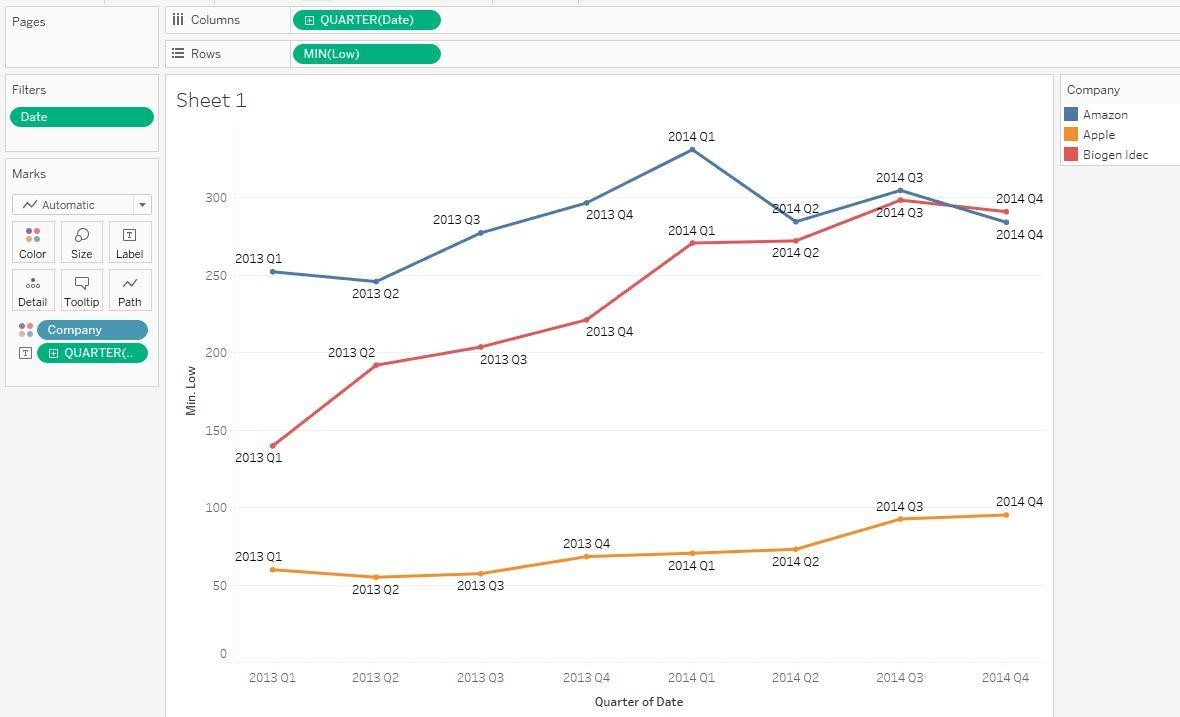 Pages
Columns
QUARTER(Date)
Rows
MIN(Low)
Filters
Date
Marks
Automatic
Color
Size
Label
Detail
Tooltip
Path
Company
QUARTER(..
Sheet 1
Min. Low
300
250
200
150
100
50
0
2013 Q1
2013 Q2
2013 Q3
2013 Q4
2014 Q1
2014 Q2
2014 Q3
2014 Q4
2013 Q1
2013 Q2
2013 Q3
2013 Q4
2014 Q1
2014 Q2
2014 Q3
2014 Q4
2013 Q1
2013 Q2
2013 Q3
2013 Q4
2014 Q1
2014 Q2
2014 Q3
2014 Q4
2013 Q1
2013 Q2
2013 Q3
2013 Q4
2014 Q1
2014 Q2
2014 Q3
2014 Q4
Quarter of Date
Company
Amazon
Apple
Biogen Idec